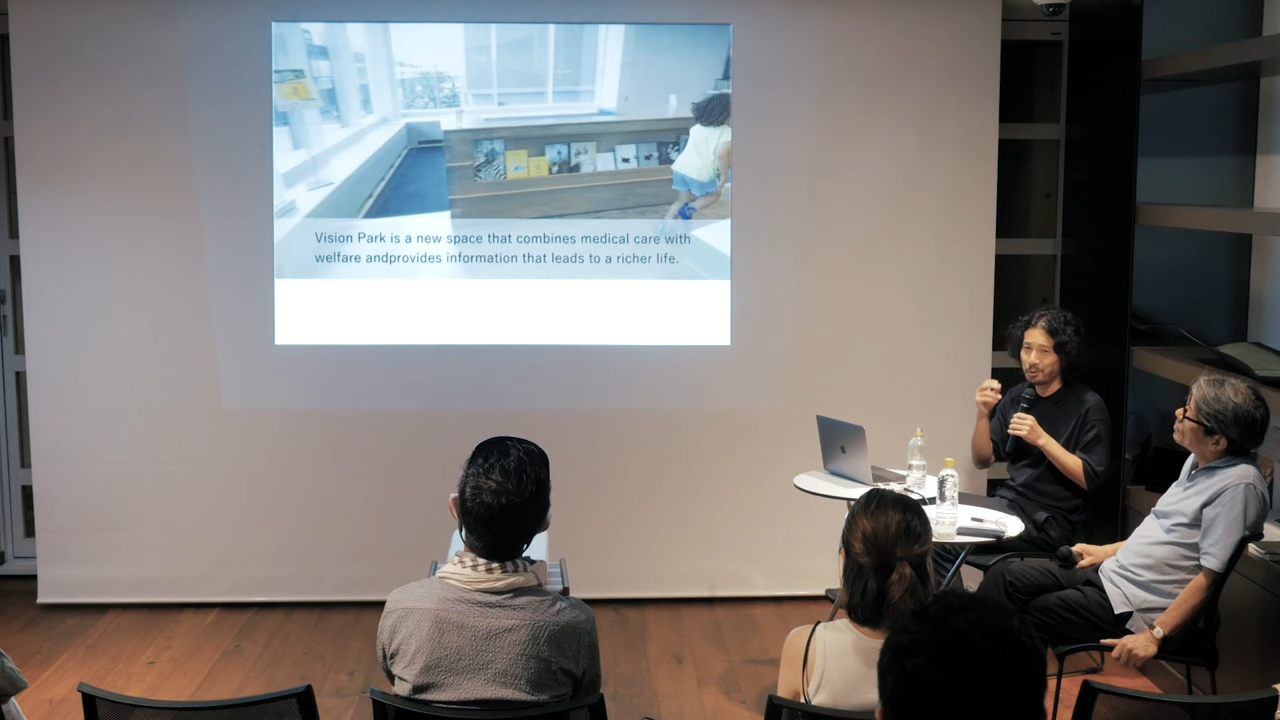 Vision Park is a new space that combines medical care with
welfare andprovides information that leads to a richer life.